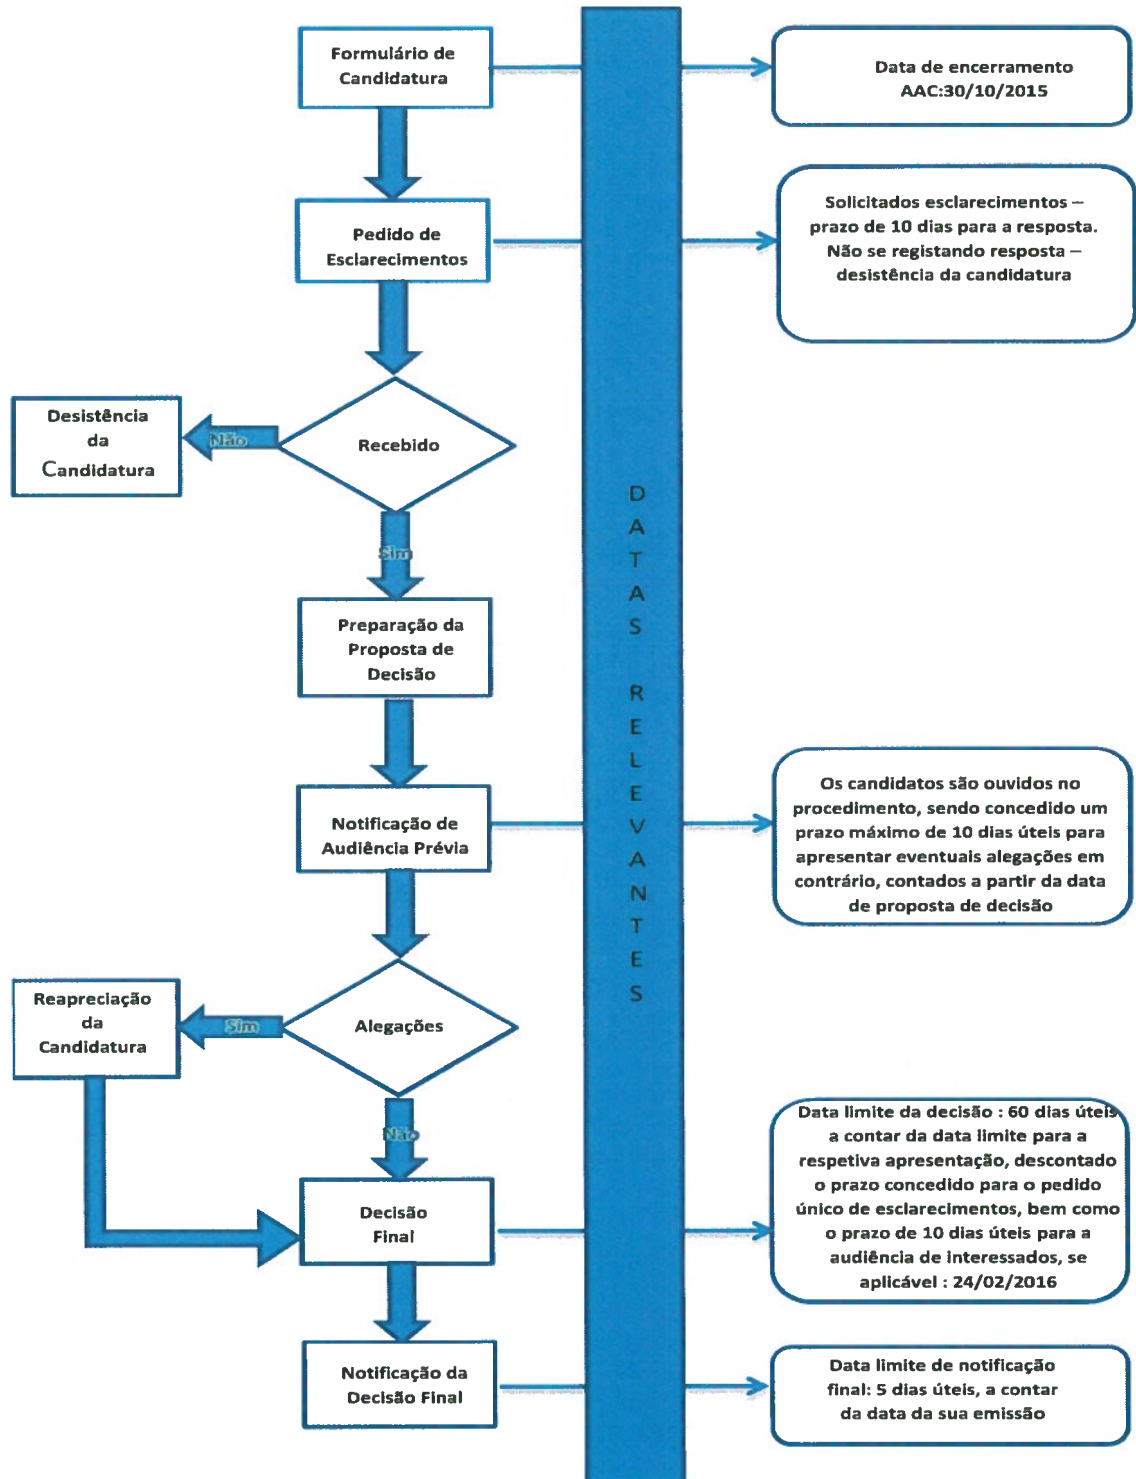 Formulário de
Candidatura
Data de encerramento
AAC:30/10/2015
Pedido de
Esclarecimentos
Solicitados esclarecimentos –
prazo de 10 dias para a resposta.
Não se registando resposta –
desistência da candidatura
Desistência
da
Candidatura
Não
Recebido
Sim
Preparação da
Proposta de
Decisão
DATAS RELEVANTES
Notificação de
Audiência Prévia
Os candidatos são ouvidos no
procedimento, sendo concedido um
prazo máximo de 10 dias úteis para
apresentar eventuais alegações em
contrário, contados a partir da data
de proposta de decisão
Reapreciação
da
Candidatura
Sim
Alegações
Não
Decisão
Final
Data limite da decisão : 60 dias úteis
a contar da data limite para a
respetiva apresentação, descontado
o prazo concedido para o pedido
único de esclarecimentos, bem como
o prazo de 10 dias úteis para a
audiência de interessados, se
aplicável : 24/02/2016
Notificação da
Decisão Final
Data limite de notificação
final: 5 dias úteis, a contar
da data da sua emissão